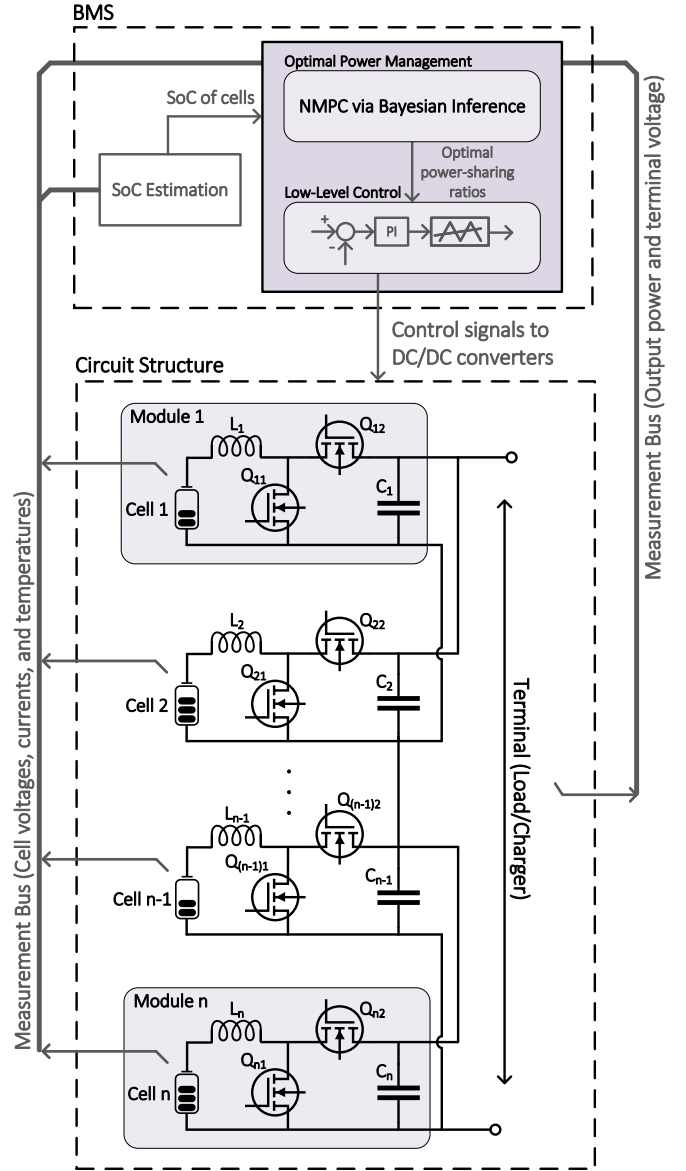 BMS
Optimal Power Management
NMPC via Bayesian Inference
SoC of cells
SoC Estimation
Optimal
power-sharing
ratios
Low-Level Control
+
-
PI
Control signals to
DC/DC converters
Measurement Bus (Output power and terminal voltage)
Measurement Bus (Cell voltages, currents, and temperatures)
Circuit Structure
Module 1
L1
Q12
Q11
Cell 1
C1
L2
Q22
Q21
Cell 2
C2
Terminal (Load/Charger)
Ln-1
Q(n-1)2
Q(n-1)1
Cell n-1
Cn-1
Module n
Ln
Qn2
Qn1
Cell n
Cn